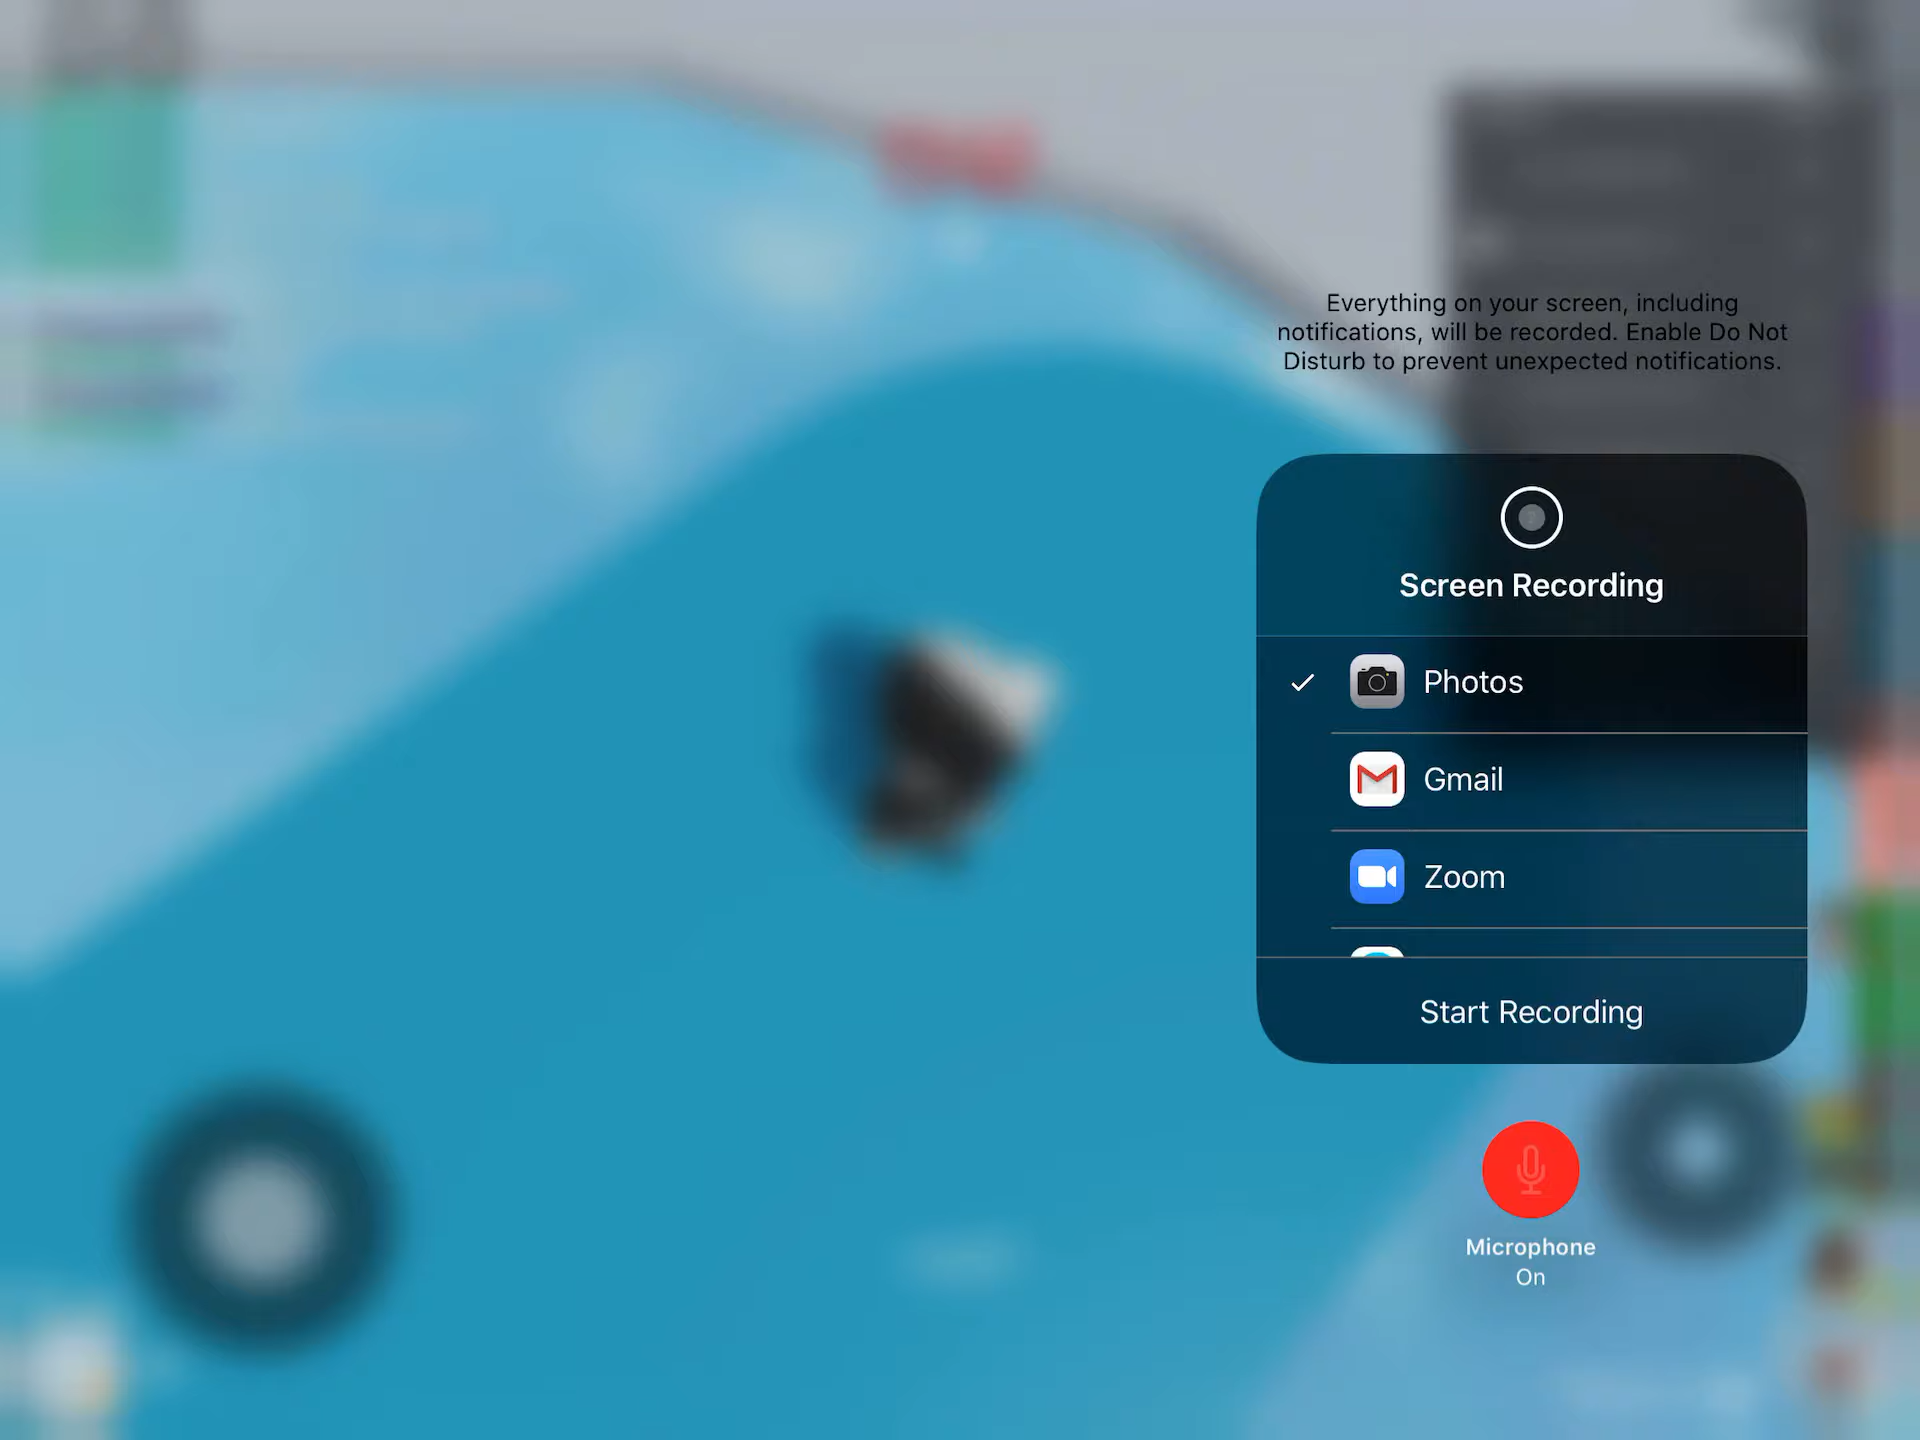 Everything on your screen, including
notifications, will be recorded. Enable Do Not
Disturb to prevent unexpected notifications.
Screen Recording
Photos
Gmail
Zoom
Start Recording
Microphone
On